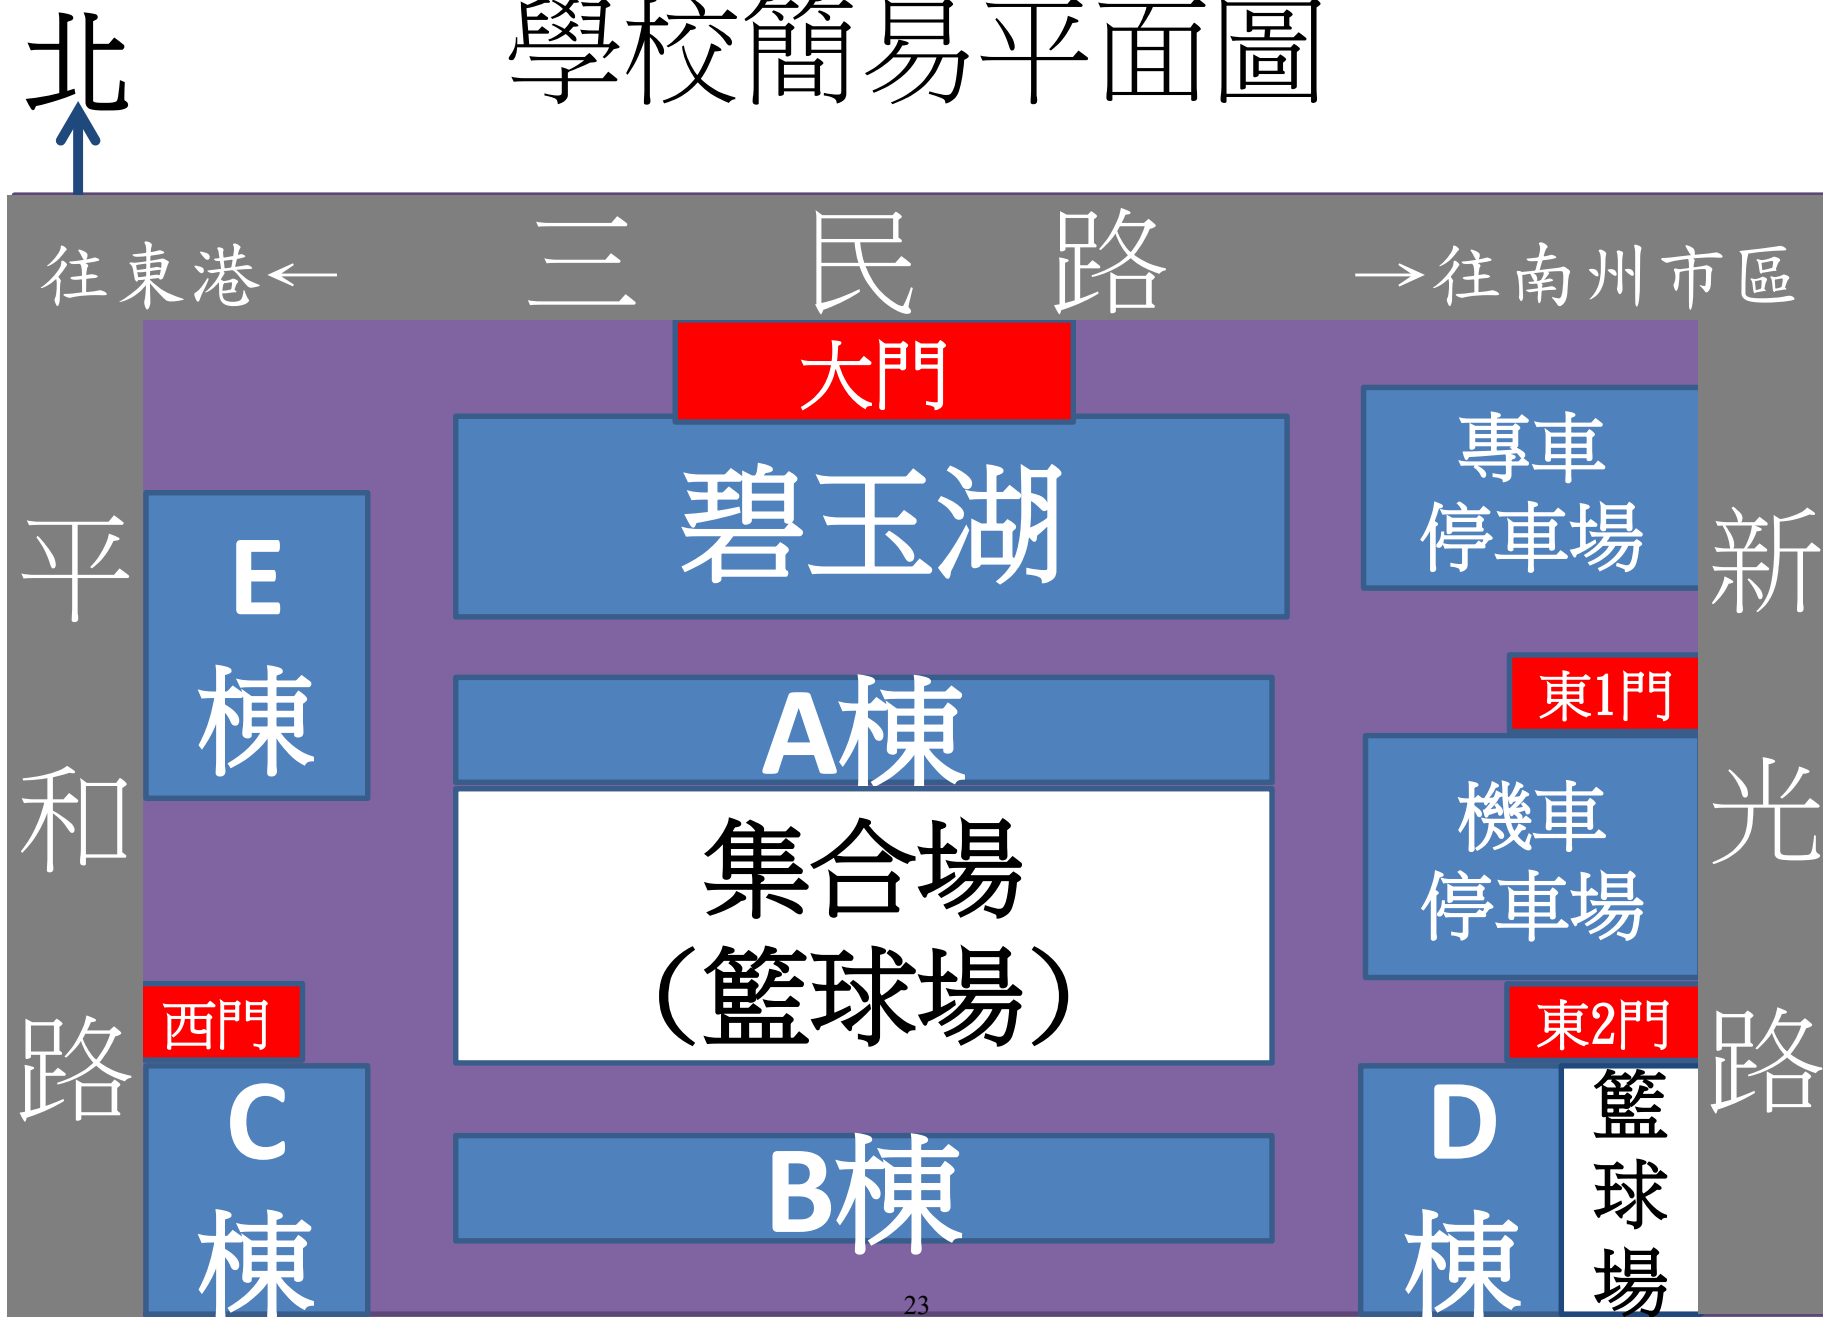 北
學校簡易平面圖
往東港←
三民路
→往南州市區
大門
碧玉湖
專車
停車場
平和路
E
棟
新光路
A棟
東1門
集合場
(籃球場)
機車
停車場
西門
東2門
C
棟
B棟
D
棟
籃球場
23